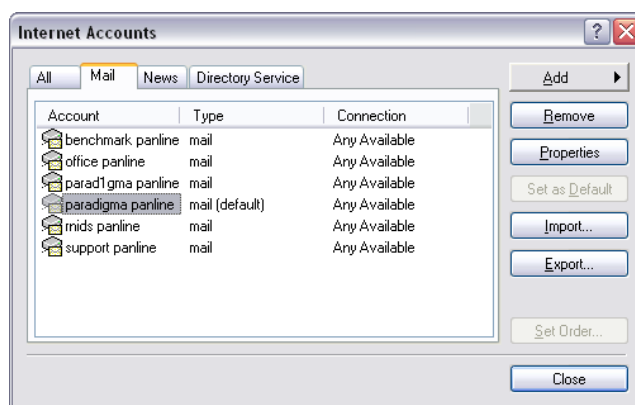 Internet Accounts
All Mail News Directory Service
Add
Account Type Connection
Remove
benchmark panline mail Any Available
office panline mail Any Available
Properties
parad1gma panline mail Any Available
Set as Default
paradigma panline mail (default) Any Available
mids panline mail Any Available
Import...
support panline mail Any Available
Export...
Set Order...
Close